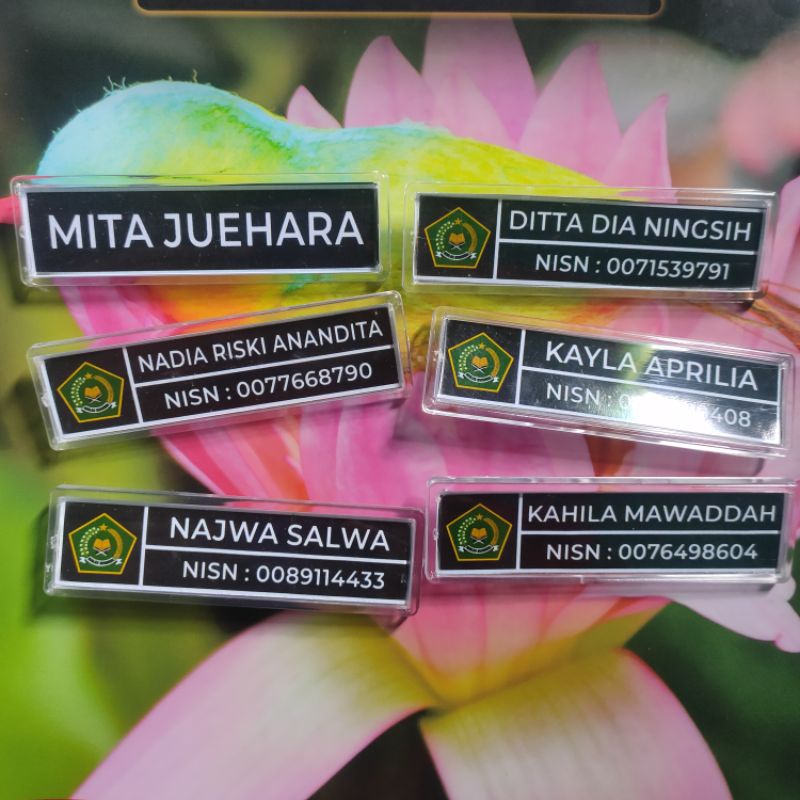 MITA JUEHARA
DITTA DIA NINGSIH
NISN : 0071539791
NADIA RISKI ANANDITA
NISN : 0077668790
KAYLA APRILIA
NISN :
NAJWA SALWA
NISN : 0089114433
KAHILA MAWADDAH
NISN : 0076498604